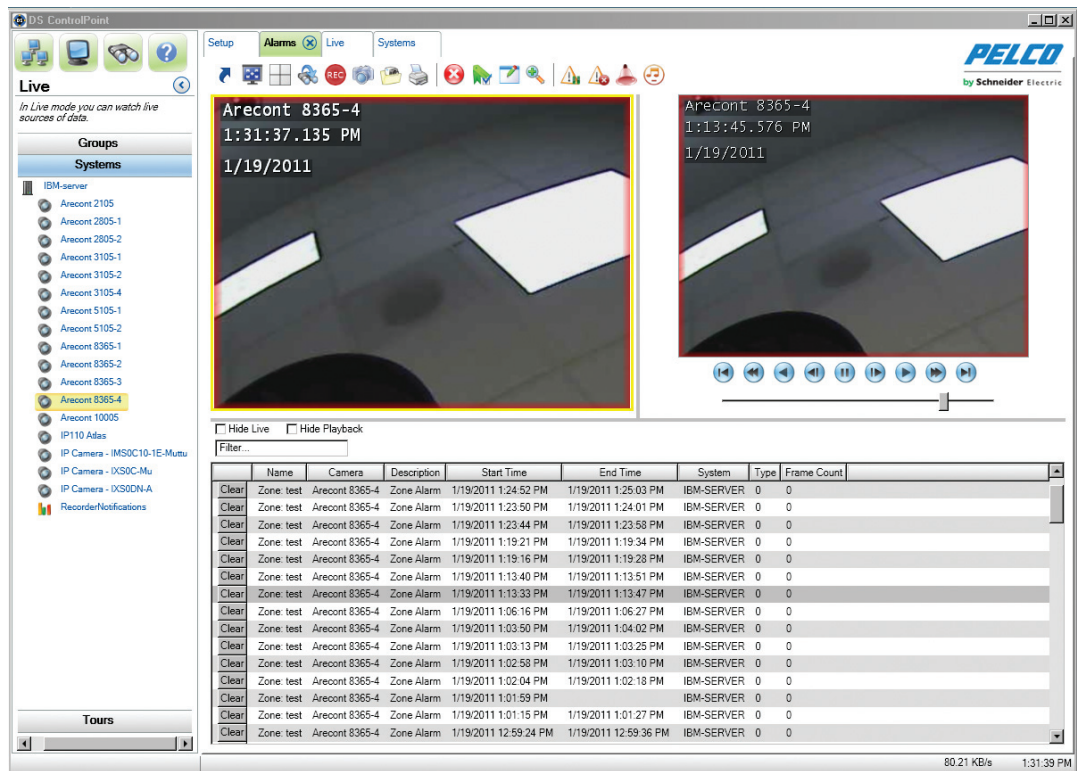 DS ControlPoint
Setup
Alarms
Live
Systems
PELCO
by Schneider Electric
REC
Live
In Live mode you can watch live
sources of data.
Groups
Systems
IBM-server
Arecont 2105
Arecont 2805-1
Arecont 2805-2
Arecont 3105-1
Arecont 3105-2
Arecont 3105-4
Arecont 5105-1
Arecont 5105-2
Arecont 8365-1
Arecont 8365-2
Arecont 8365-3
Arecont 8365-4
Arecont 10005
IP110 Atlas
IP Camera - IMS0C10-1E-Muttu
IP Camera - IXS0C-Mu
IP Camera - IXS0DN-A
RecorderNotifications
Tours
Arecont 8365-4
1:31:37.135 PM
1/19/2011
Arecont 8365-4
1:13:45.576 PM
1/19/2011
Hide Live Hide Playback
Filter...
Name Camera Description Start Time End Time System Type Frame Count
Clear Zone: test Arecont 8365-4 Zone Alarm 1/19/2011 1:24:52 PM 1/19/2011 1:25:03 PM IBM-SERVER 0 0
Clear Zone: test Arecont 8365-4 Zone Alarm 1/19/2011 1:23:50 PM 1/19/2011 1:24:01 PM IBM-SERVER 0 0
Clear Zone: test Arecont 8365-4 Zone Alarm 1/19/2011 1:23:44 PM 1/19/2011 1:23:58 PM IBM-SERVER 0 0
Clear Zone: test Arecont 8365-4 Zone Alarm 1/19/2011 1:19:21 PM 1/19/2011 1:19:34 PM IBM-SERVER 0 0
Clear Zone: test Arecont 8365-4 Zone Alarm 1/19/2011 1:19:16 PM 1/19/2011 1:19:28 PM IBM-SERVER 0 0
Clear Zone: test Arecont 8365-4 Zone Alarm 1/19/2011 1:13:40 PM 1/19/2011 1:13:51 PM IBM-SERVER 0 0
Clear Zone: test Arecont 8365-4 Zone Alarm 1/19/2011 1:13:33 PM 1/19/2011 1:13:47 PM IBM-SERVER 0 0
Clear Zone: test Arecont 8365-4 Zone Alarm 1/19/2011 1:06:16 PM 1/19/2011 1:06:27 PM IBM-SERVER 0 0
Clear Zone: test Arecont 8365-4 Zone Alarm 1/19/2011 1:03:50 PM 1/19/2011 1:04:02 PM IBM-SERVER 0 0
Clear Zone: test Arecont 8365-4 Zone Alarm 1/19/2011 1:03:13 PM 1/19/2011 1:03:25 PM IBM-SERVER 0 0
Clear Zone: test Arecont 8365-4 Zone Alarm 1/19/2011 1:02:58 PM 1/19/2011 1:03:10 PM IBM-SERVER 0 0
Clear Zone: test Arecont 8365-4 Zone Alarm 1/19/2011 1:02:04 PM 1/19/2011 1:02:18 PM IBM-SERVER 0 0
Clear Zone: test Arecont 8365-4 Zone Alarm 1/19/2011 1:01:59 PM IBM-SERVER 0 0
Clear Zone: test Arecont 8365-4 Zone Alarm 1/19/2011 1:01:15 PM 1/19/2011 1:01:27 PM IBM-SERVER 0 0
Clear Zone: test Arecont 8365-4 Zone Alarm 1/19/2011 12:59:24 PM 1/19/2011 12:59:36 PM IBM-SERVER 0 0
80.21 KB/s 1:31:39 PM